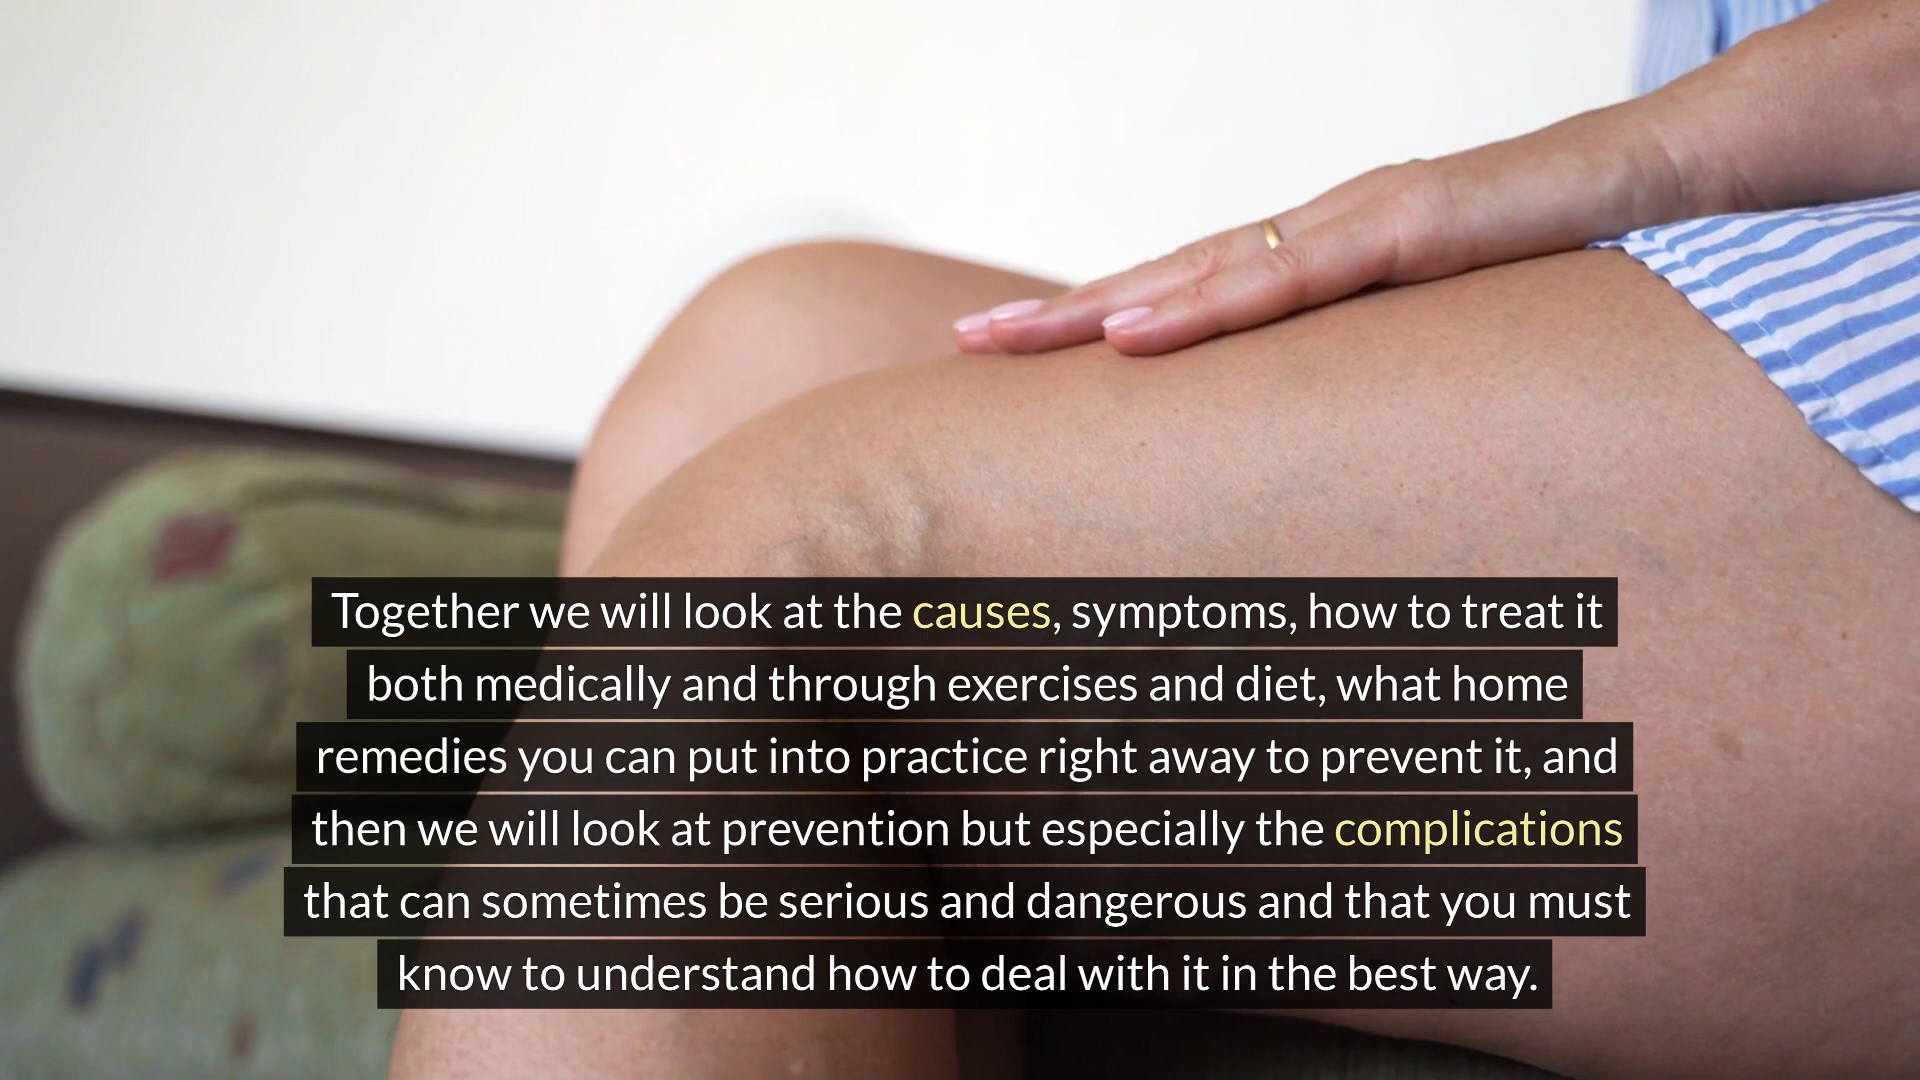 Together we will look at the causes, symptoms, how to treat it
both medically and through exercises and diet, what home
remedies you can put into practice right away to prevent it, and
then we will look at prevention but especially the complications
that can sometimes be serious and dangerous and that you must
know to understand how to deal with it in the best way.